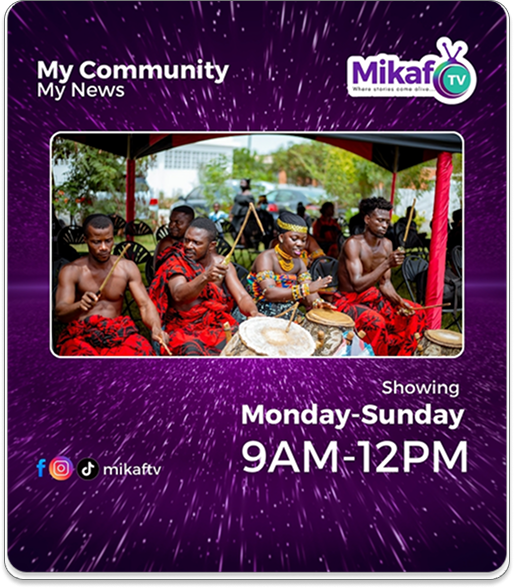 My Community
My News
Mikaf TV
Where stories come alive...
Showing
Monday-Sunday
9AM-12PM
mikaftv